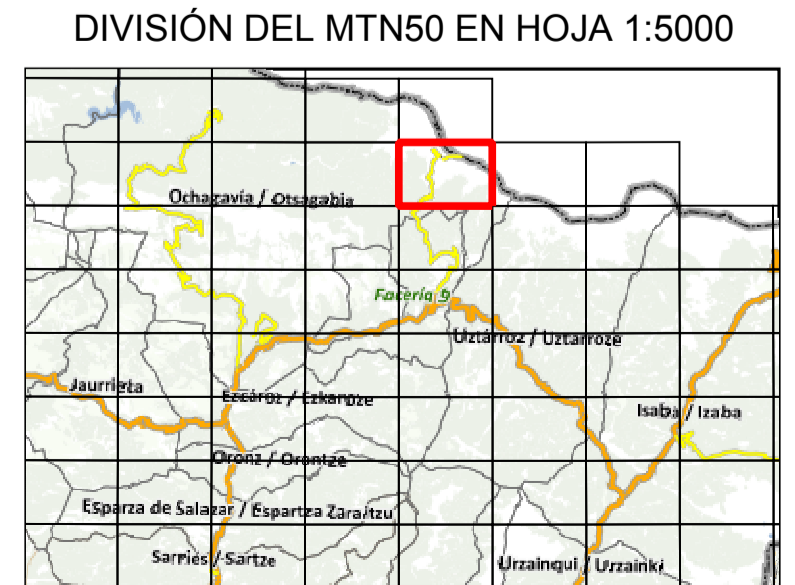 DIVISIÓN DEL MTN50 EN HOJA 1:5000
Ochagavía / Otsagabia
Facería 9
Uztárroz / Uztarroze
Jaurrieta
Ezcároz / Ezkaroze
Isaba / Izaba
Oronz / Orontze
Esparza de Salazar / Espartza Zaraitzu
Sarriés / Sartze
Urzainqui / Urzainki